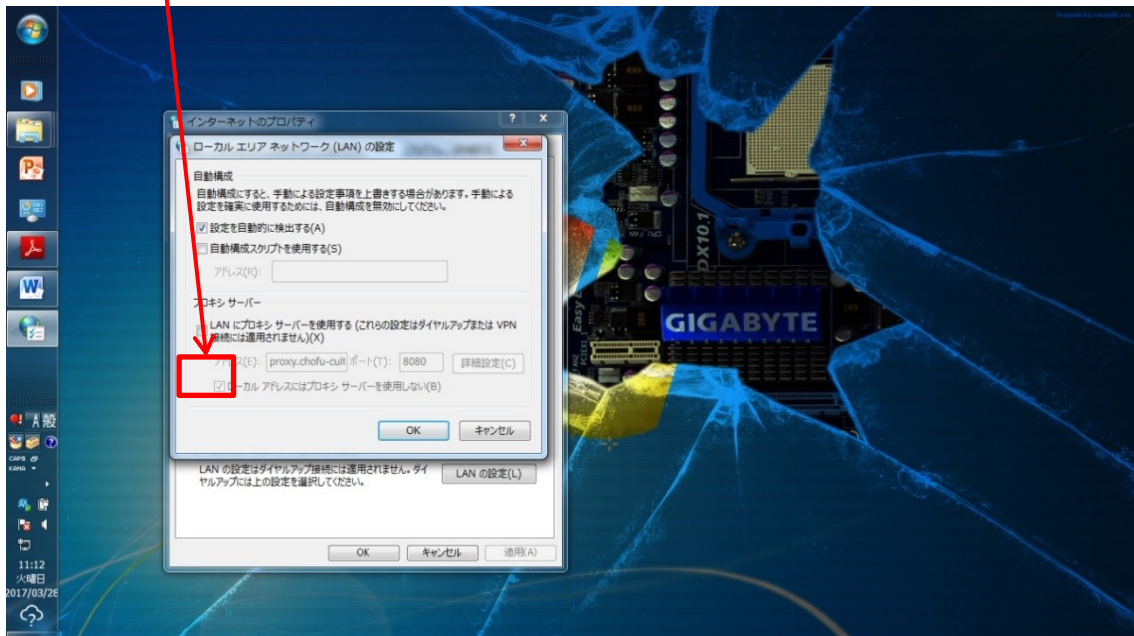 インターネットのプロパティ
ローカル エリア ネットワーク (LAN) の設定
自動構成
自動構成にすると、手動による設定事項を上書きする場合があります。手動による
設定を確実に使用するためには、自動構成を無効にしてください。
設定を自動的に検出する(A)
自動構成スクリプトを使用する(S)
アドレス(R):
プロキシ サーバー
LAN にプロキシ サーバーを使用する (これらの設定はダイヤルアップまたは VPN
接続には適用されません)(X)
アドレス(E): proxy.chofu-cult ポート(T): 8080 詳細設定(C)
ローカル アドレスにはプロキシ サーバーを使用しない(B)
OK キャンセル
LAN の設定はダイヤルアップ接続には適用されません。ダイ
ヤルアップには上の設定を選択してください。
LAN の設定(L)
OK キャンセル 適用(A)
A 般
CAPS
KANA
11:12
火曜日
2017/03/28
R60
R60
CPU FAN
DX10.1
GIGABYTE
Easy
PCIEX1_1